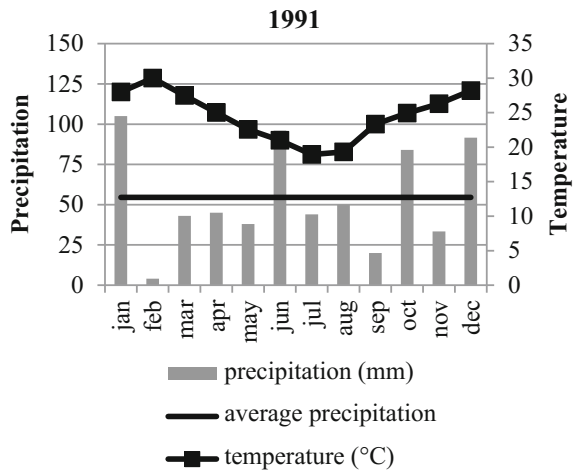 1991
150
125
100
75
50
25
0
Precipitation
35
30
25
20
15
10
5
0
Temperature
jan
feb
mar
apr
may
jun
jul
aug
sep
oct
nov
dec
precipitation (mm)
average precipitation
temperature (°C)